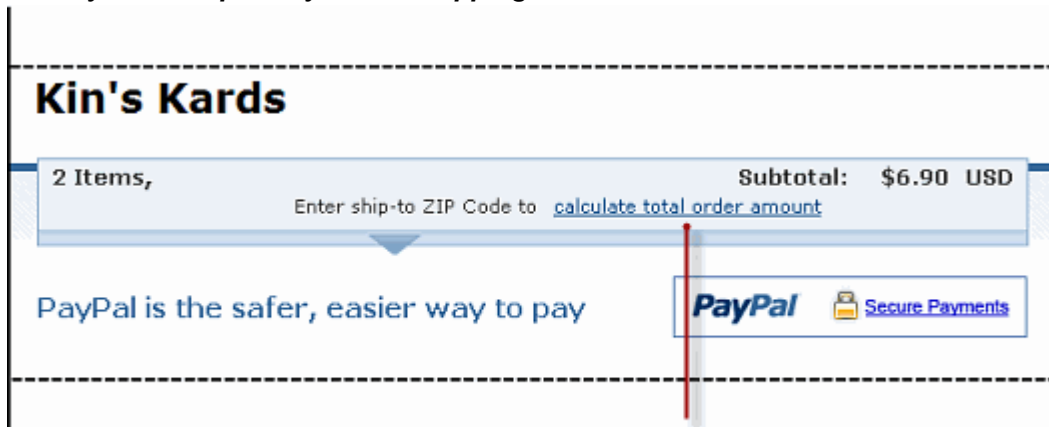 Kin's Kards
2 Items, Subtotal: $6.90 USD
Enter ship-to ZIP Code to calculate total order amount
PayPal is the safer, easier way to pay
PayPal Secure Payments